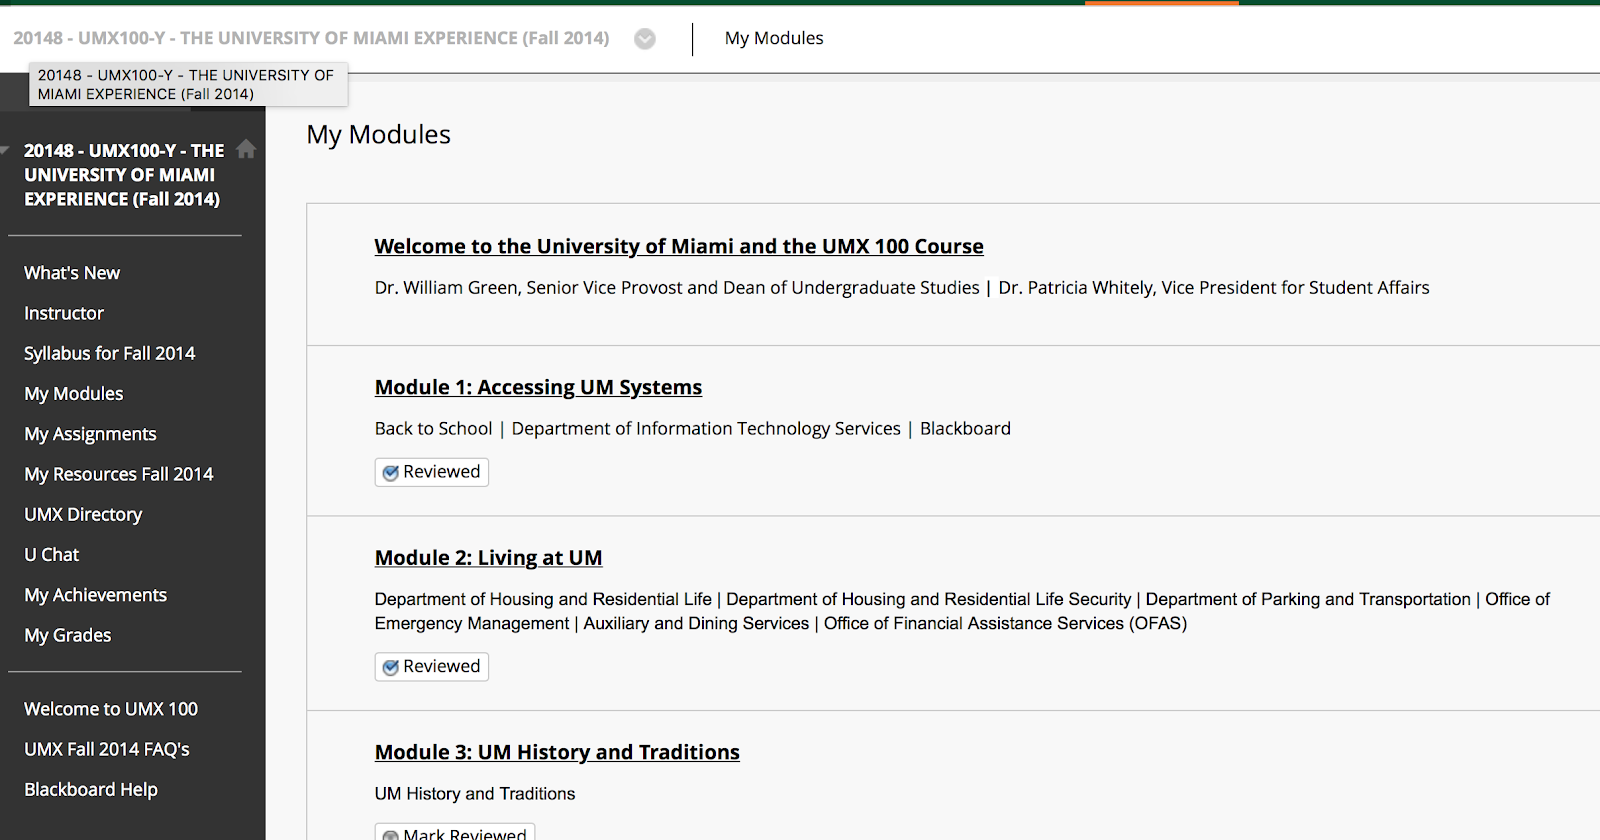 20148 - UMX100-Y - THE UNIVERSITY OF MIAMI EXPERIENCE (Fall 2014)
My Modules
20148 - UMX100-Y - THE UNIVERSITY OF
MIAMI EXPERIENCE (Fall 2014)
20148 - UMX100-Y - THE
UNIVERSITY OF MIAMI
EXPERIENCE (Fall 2014)
What's New
Instructor
Syllabus for Fall 2014
My Modules
My Assignments
My Resources Fall 2014
UMX Directory
U Chat
My Achievements
My Grades
Welcome to UMX 100
UMX Fall 2014 FAQ's
Blackboard Help
My Modules
Welcome to the University of Miami and the UMX 100 Course
Dr. William Green, Senior Vice Provost and Dean of Undergraduate Studies | Dr. Patricia Whitely, Vice President for Student Affairs
Module 1: Accessing UM Systems
Back to School | Department of Information Technology Services | Blackboard
Reviewed
Module 2: Living at UM
Department of Housing and Residential Life | Department of Housing and Residential Life Security | Department of Parking and Transportation | Office of
Emergency Management | Auxiliary and Dining Services | Office of Financial Assistance Services (OFAS)
Reviewed
Module 3: UM History and Traditions
UM History and Traditions
Mark Reviewed